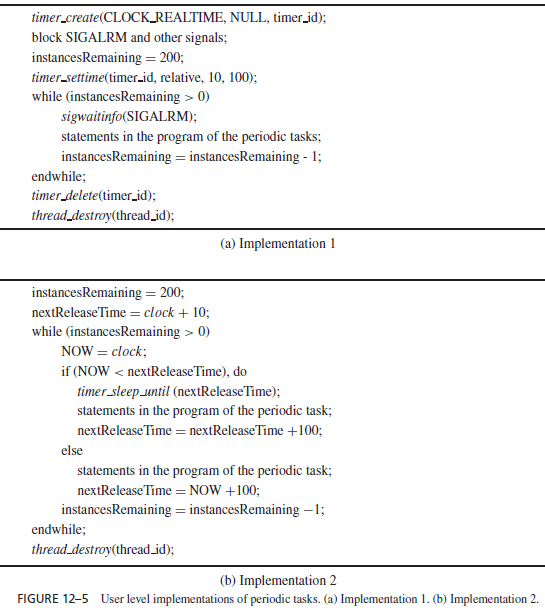 timer_create(CLOCK_REALTIME, NULL, timer_id);
block SIGALRM and other signals;
instancesRemaining = 200;
timer_settime(timer_id, relative, 10, 100);
while (instancesRemaining > 0)
sigwaitinfo(SIGALRM);
statements in the program of the periodic tasks;
instancesRemaining = instancesRemaining - 1;
endwhile;
timer_delete(timer_id);
thread_destroy(thread_id);
(a) Implementation 1
instancesRemaining = 200;
nextReleaseTime = clock + 10;
while (instancesRemaining > 0)
NOW = clock;
if (NOW < nextReleaseTime), do
timer_sleep_until (nextReleaseTime);
statements in the program of the periodic task;
nextReleaseTime = nextReleaseTime +100;
else
statements in the program of the periodic task;
nextReleaseTime = NOW +100;
instancesRemaining = instancesRemaining −1;
endwhile;
thread_destroy(thread_id);
(b) Implementation 2
FIGURE 12–5 User level implementations of periodic tasks. (a) Implementation 1. (b) Implementation 2.